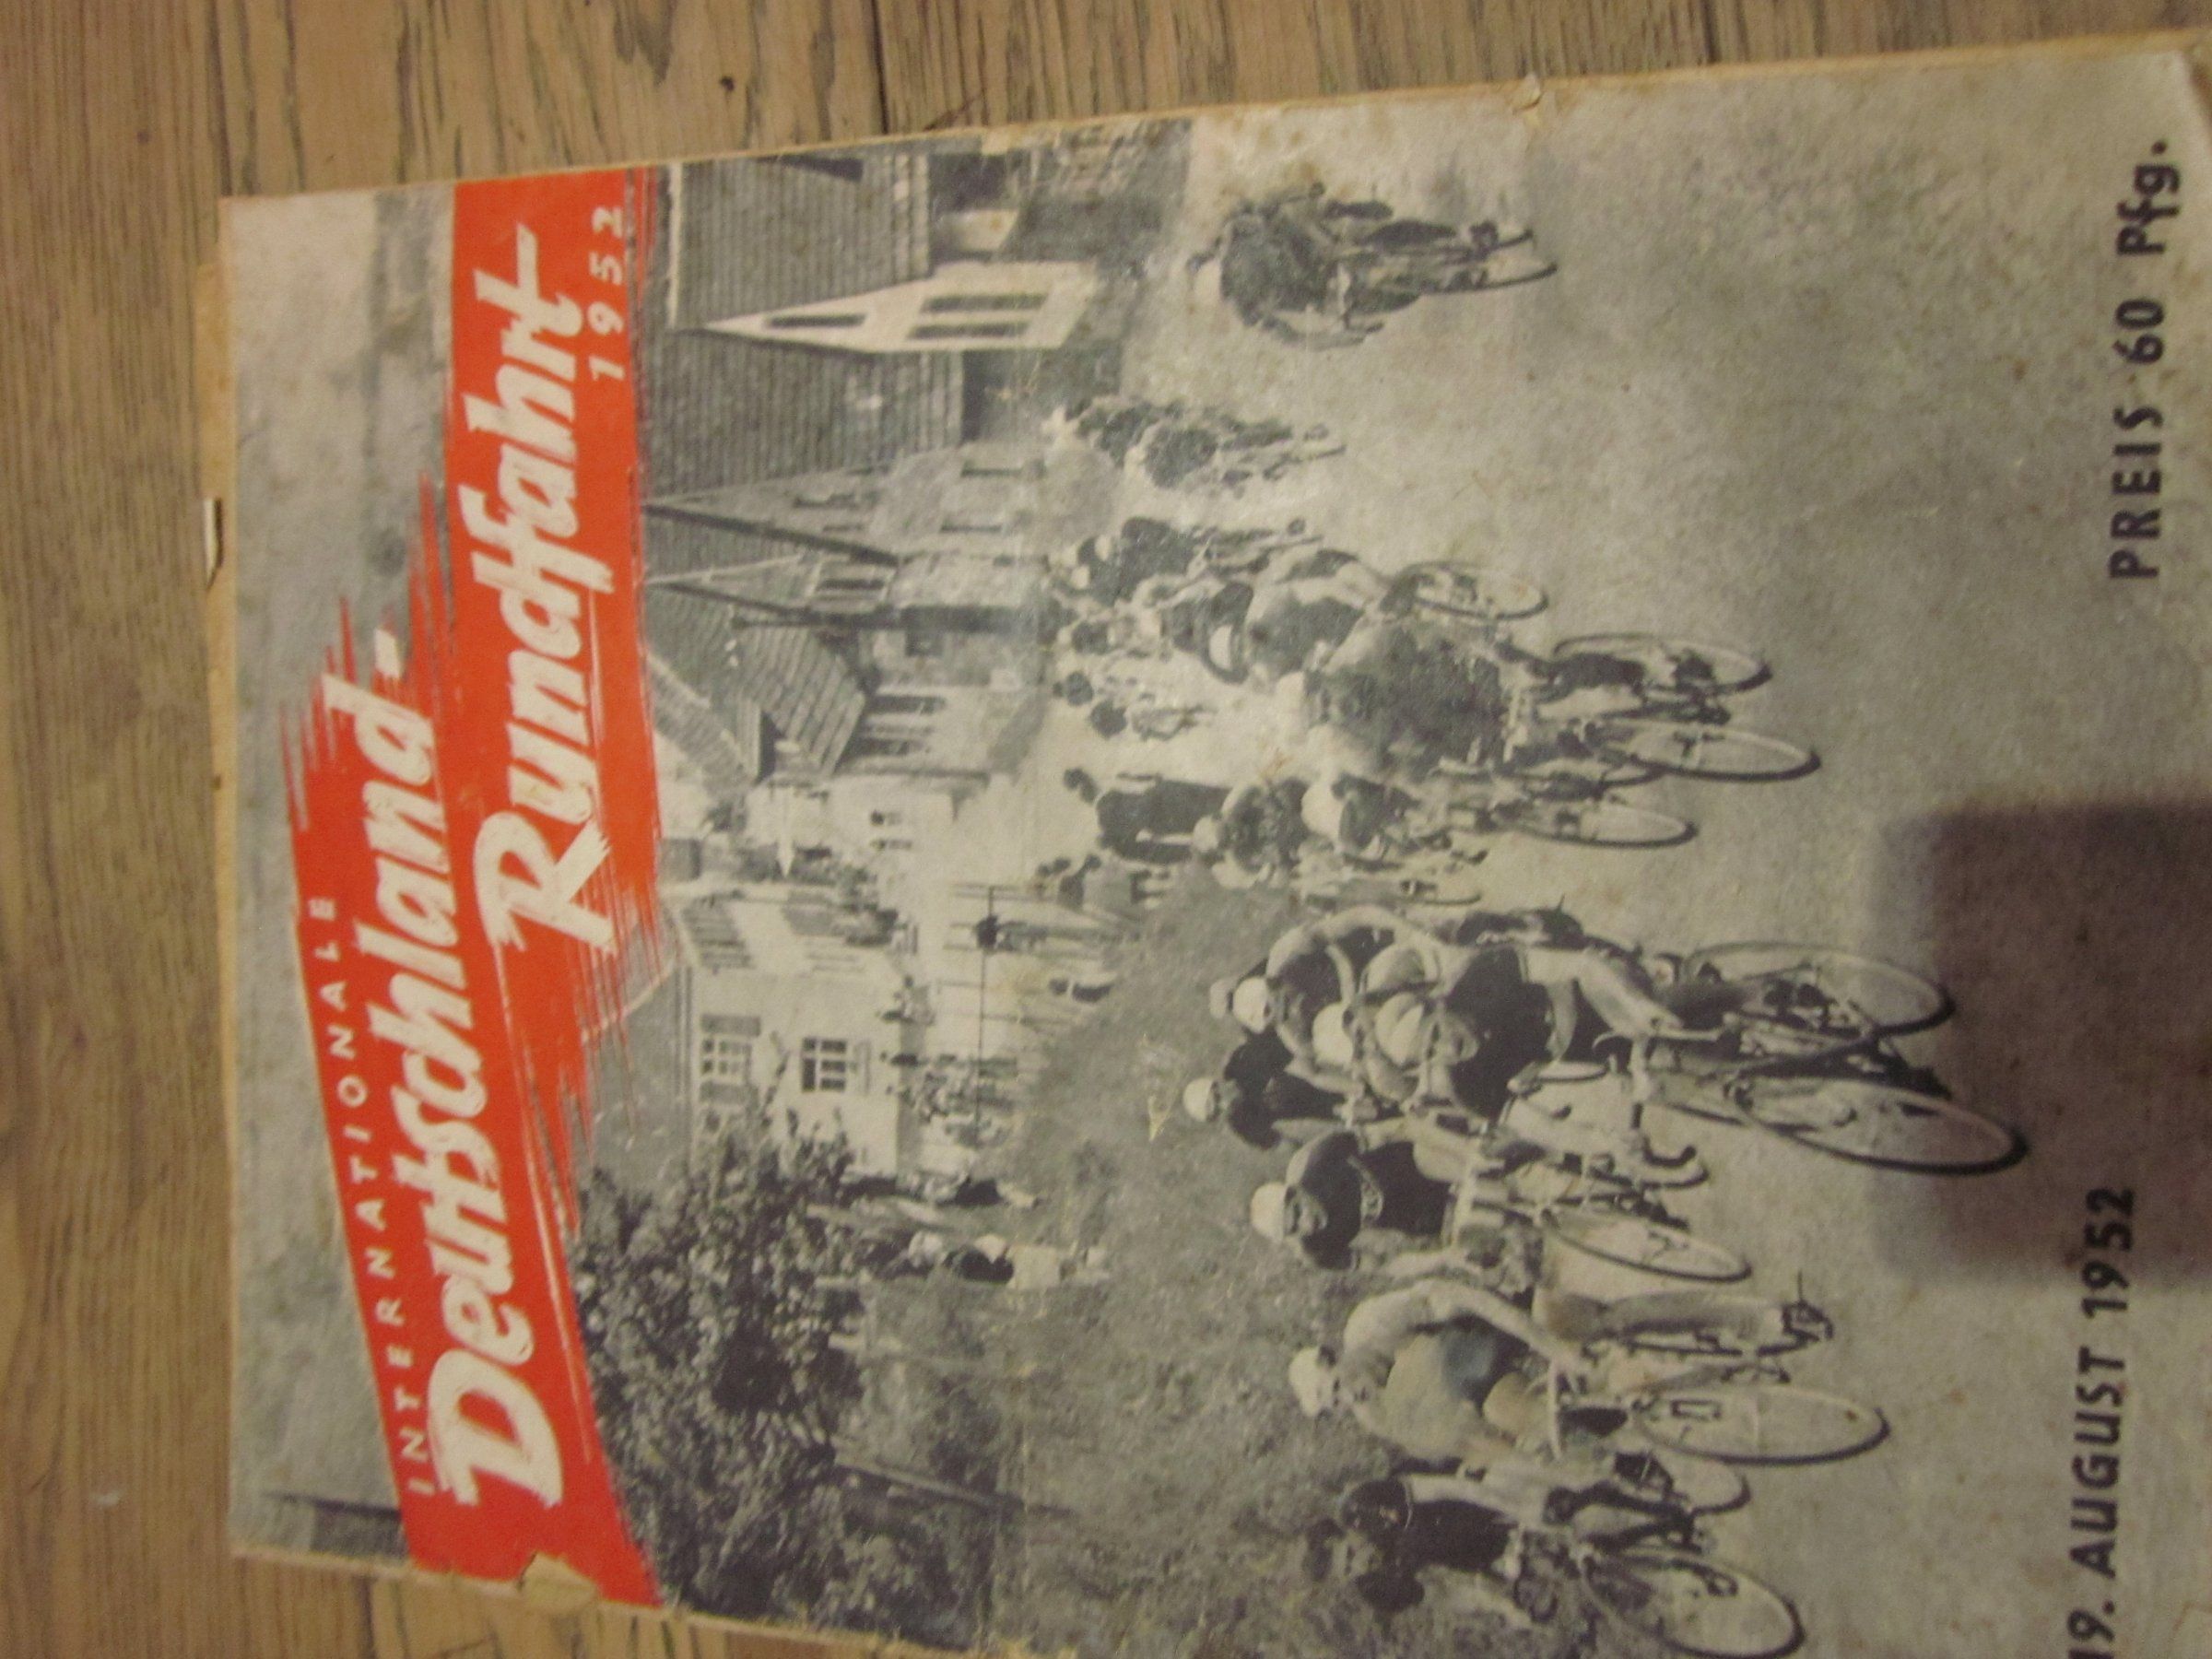 INTERNATIONALE
Deutschland-
Rundfahrt
1952
19. AUGUST 1952
PREIS 60 Pfg.